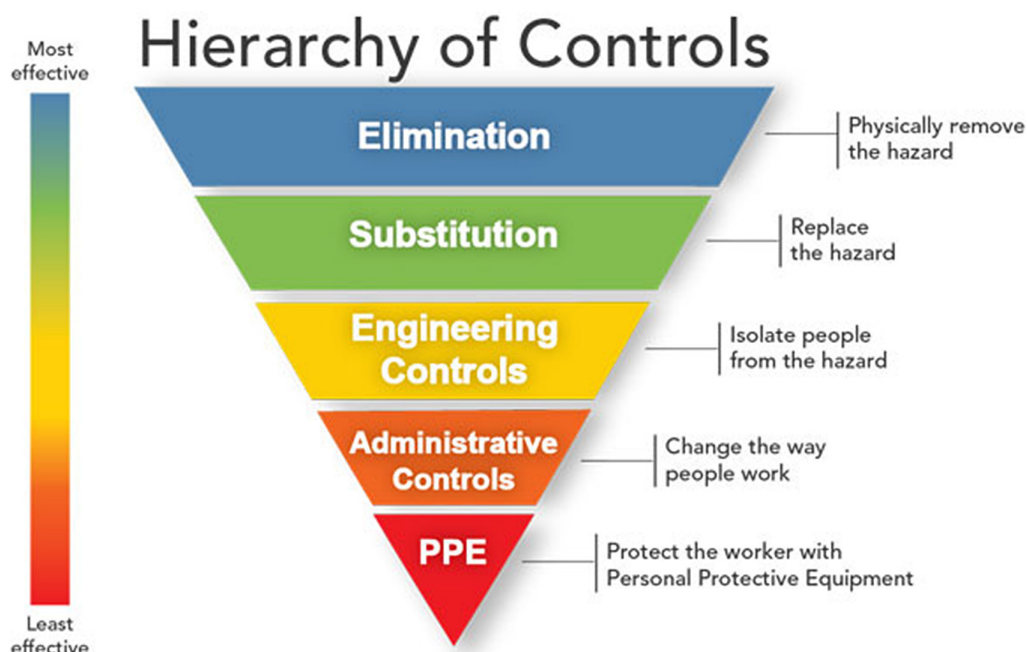 Hierarchy of Controls
Most
effective
Elimination
Physically remove
the hazard
Substitution
Replace
the hazard
Engineering
Controls
Isolate people
from the hazard
Administrative
Controls
Change the way
people work
PPE
Protect the worker with
Personal Protective Equipment
Least
effective